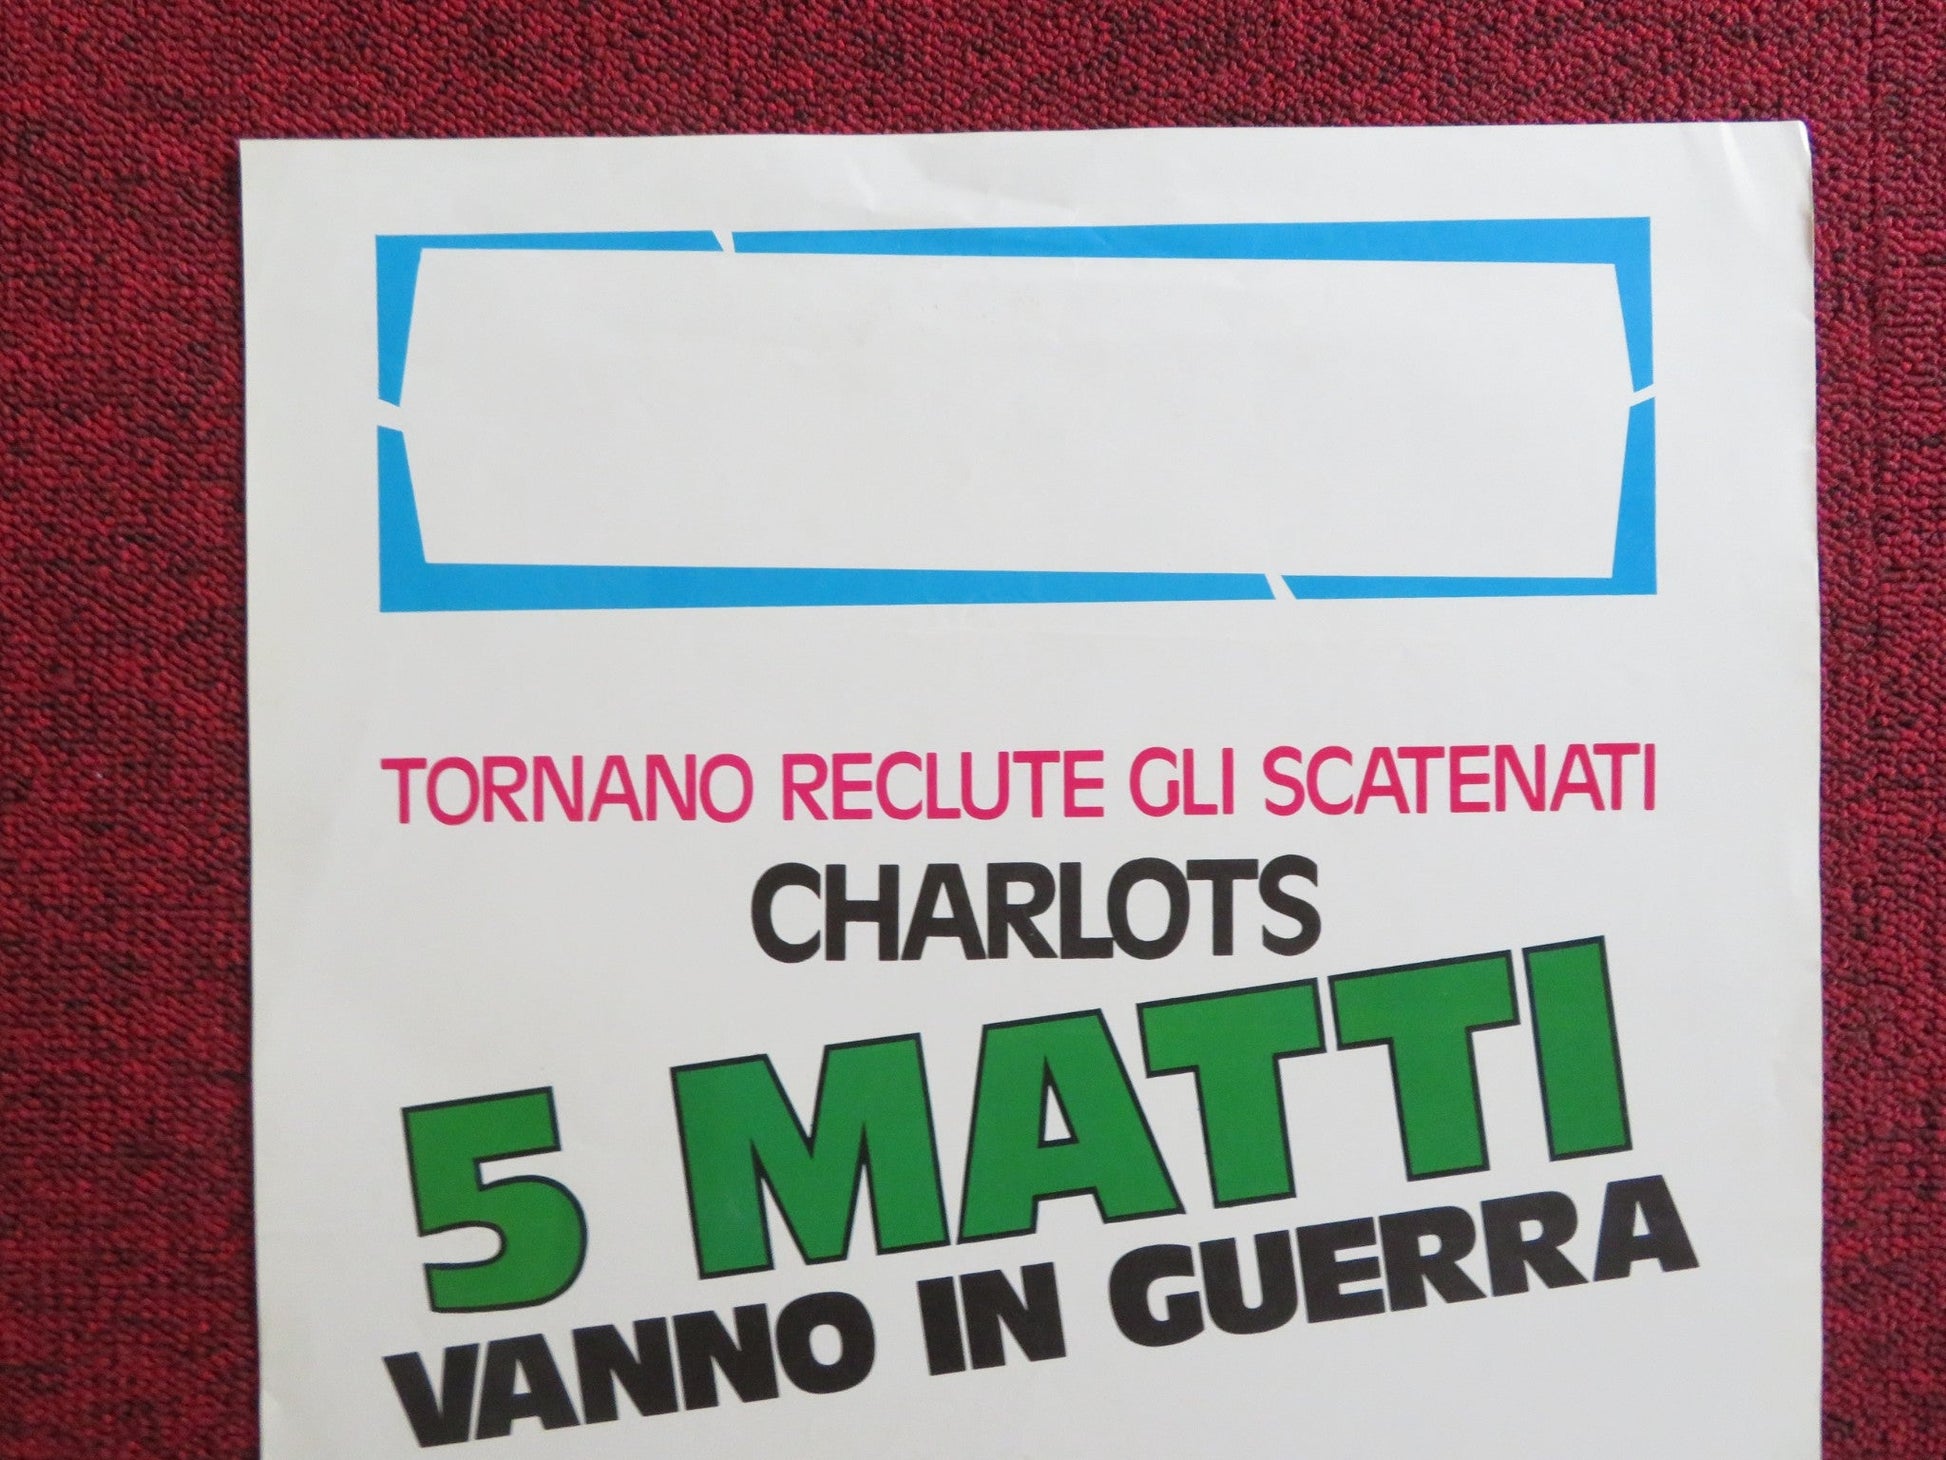 TORNANO RECLUTE GLI SCATENATI
CHARLOTS
5 MATTI
VANNO IN GUERRA